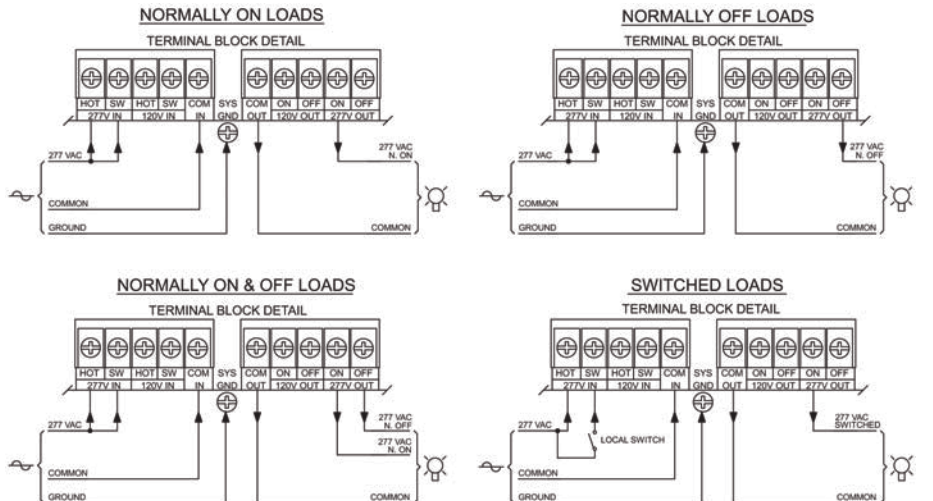 NORMALLY ON LOADS
TERMINAL BLOCK DETAIL
HOT SW HOT SW COM SYS COM ON OFF ON OFF
277V IN 120V IN IN GND OUT 120V OUT 277V OUT
277 VAC
277 VAC
N. ON
COMMON
GROUND
COMMON
NORMALLY OFF LOADS
TERMINAL BLOCK DETAIL
HOT SW HOT SW COM SYS COM ON OFF ON OFF
277V IN 120V IN IN GND OUT 120V OUT 277V OUT
277 VAC
277 VAC
N. OFF
COMMON
GROUND
COMMON
NORMALLY ON & OFF LOADS
TERMINAL BLOCK DETAIL
HOT SW HOT SW COM SYS COM ON OFF ON OFF
277V IN 120V IN IN GND OUT 120V OUT 277V OUT
277 VAC
277 VAC
N. OFF
277 VAC
N. ON
COMMON
GROUND
COMMON
SWITCHED LOADS
TERMINAL BLOCK DETAIL
HOT SW HOT SW COM SYS COM ON OFF ON OFF
277V IN 120V IN IN GND OUT 120V OUT 277V OUT
277 VAC
277 VAC
SWITCHED
LOCAL SWITCH
COMMON
GROUND
COMMON